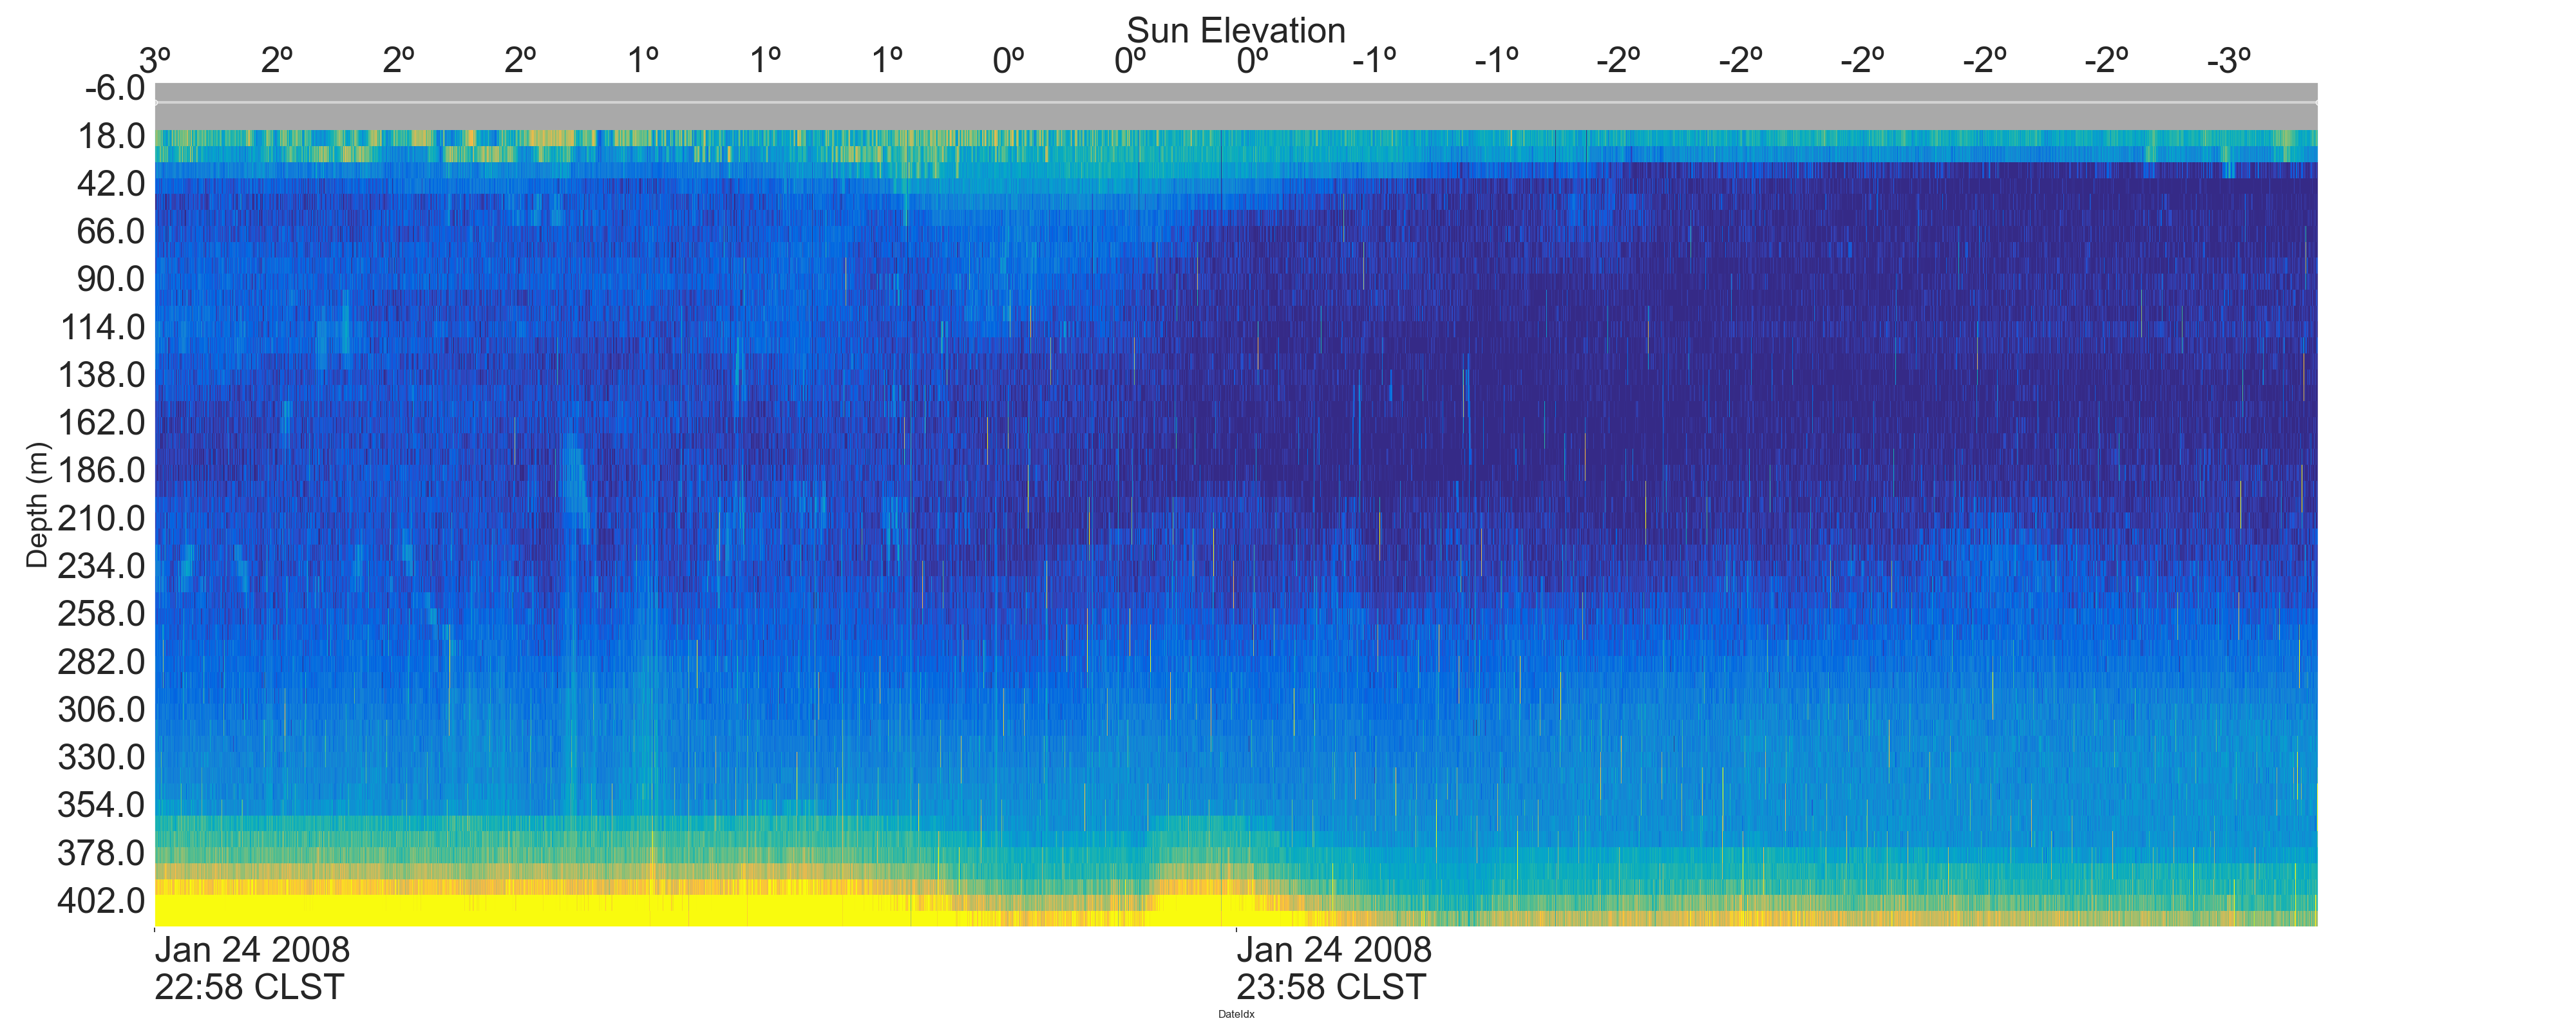 Sun Elevation
3º 2º 2º 2º 1º 1º 1º 0º 0º 0º -1º -1º -2º -2º -2º -2º -2º -3º
-6.0
18.0
42.0
66.0
90.0
114.0
138.0
162.0
186.0
210.0
234.0
258.0
282.0
306.0
330.0
354.0
378.0
402.0
Depth (m)
Jan 24 2008
22:58 CLST
Jan 24 2008
23:58 CLST
DateIdx